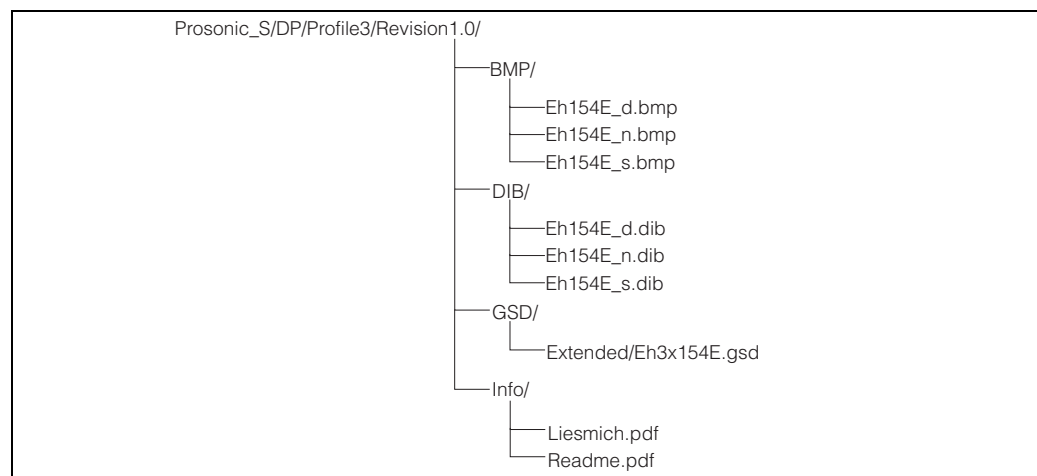 Prosonic_S/DP/Profile3/Revision1.0/
BMP/
Eh154E_d.bmp
Eh154E_n.bmp
Eh154E_s.bmp
DIB/
Eh154E_d.dib
Eh154E_n.dib
Eh154E_s.dib
GSD/
Extended/Eh3x154E.gsd
Info/
Liesmich.pdf
Readme.pdf